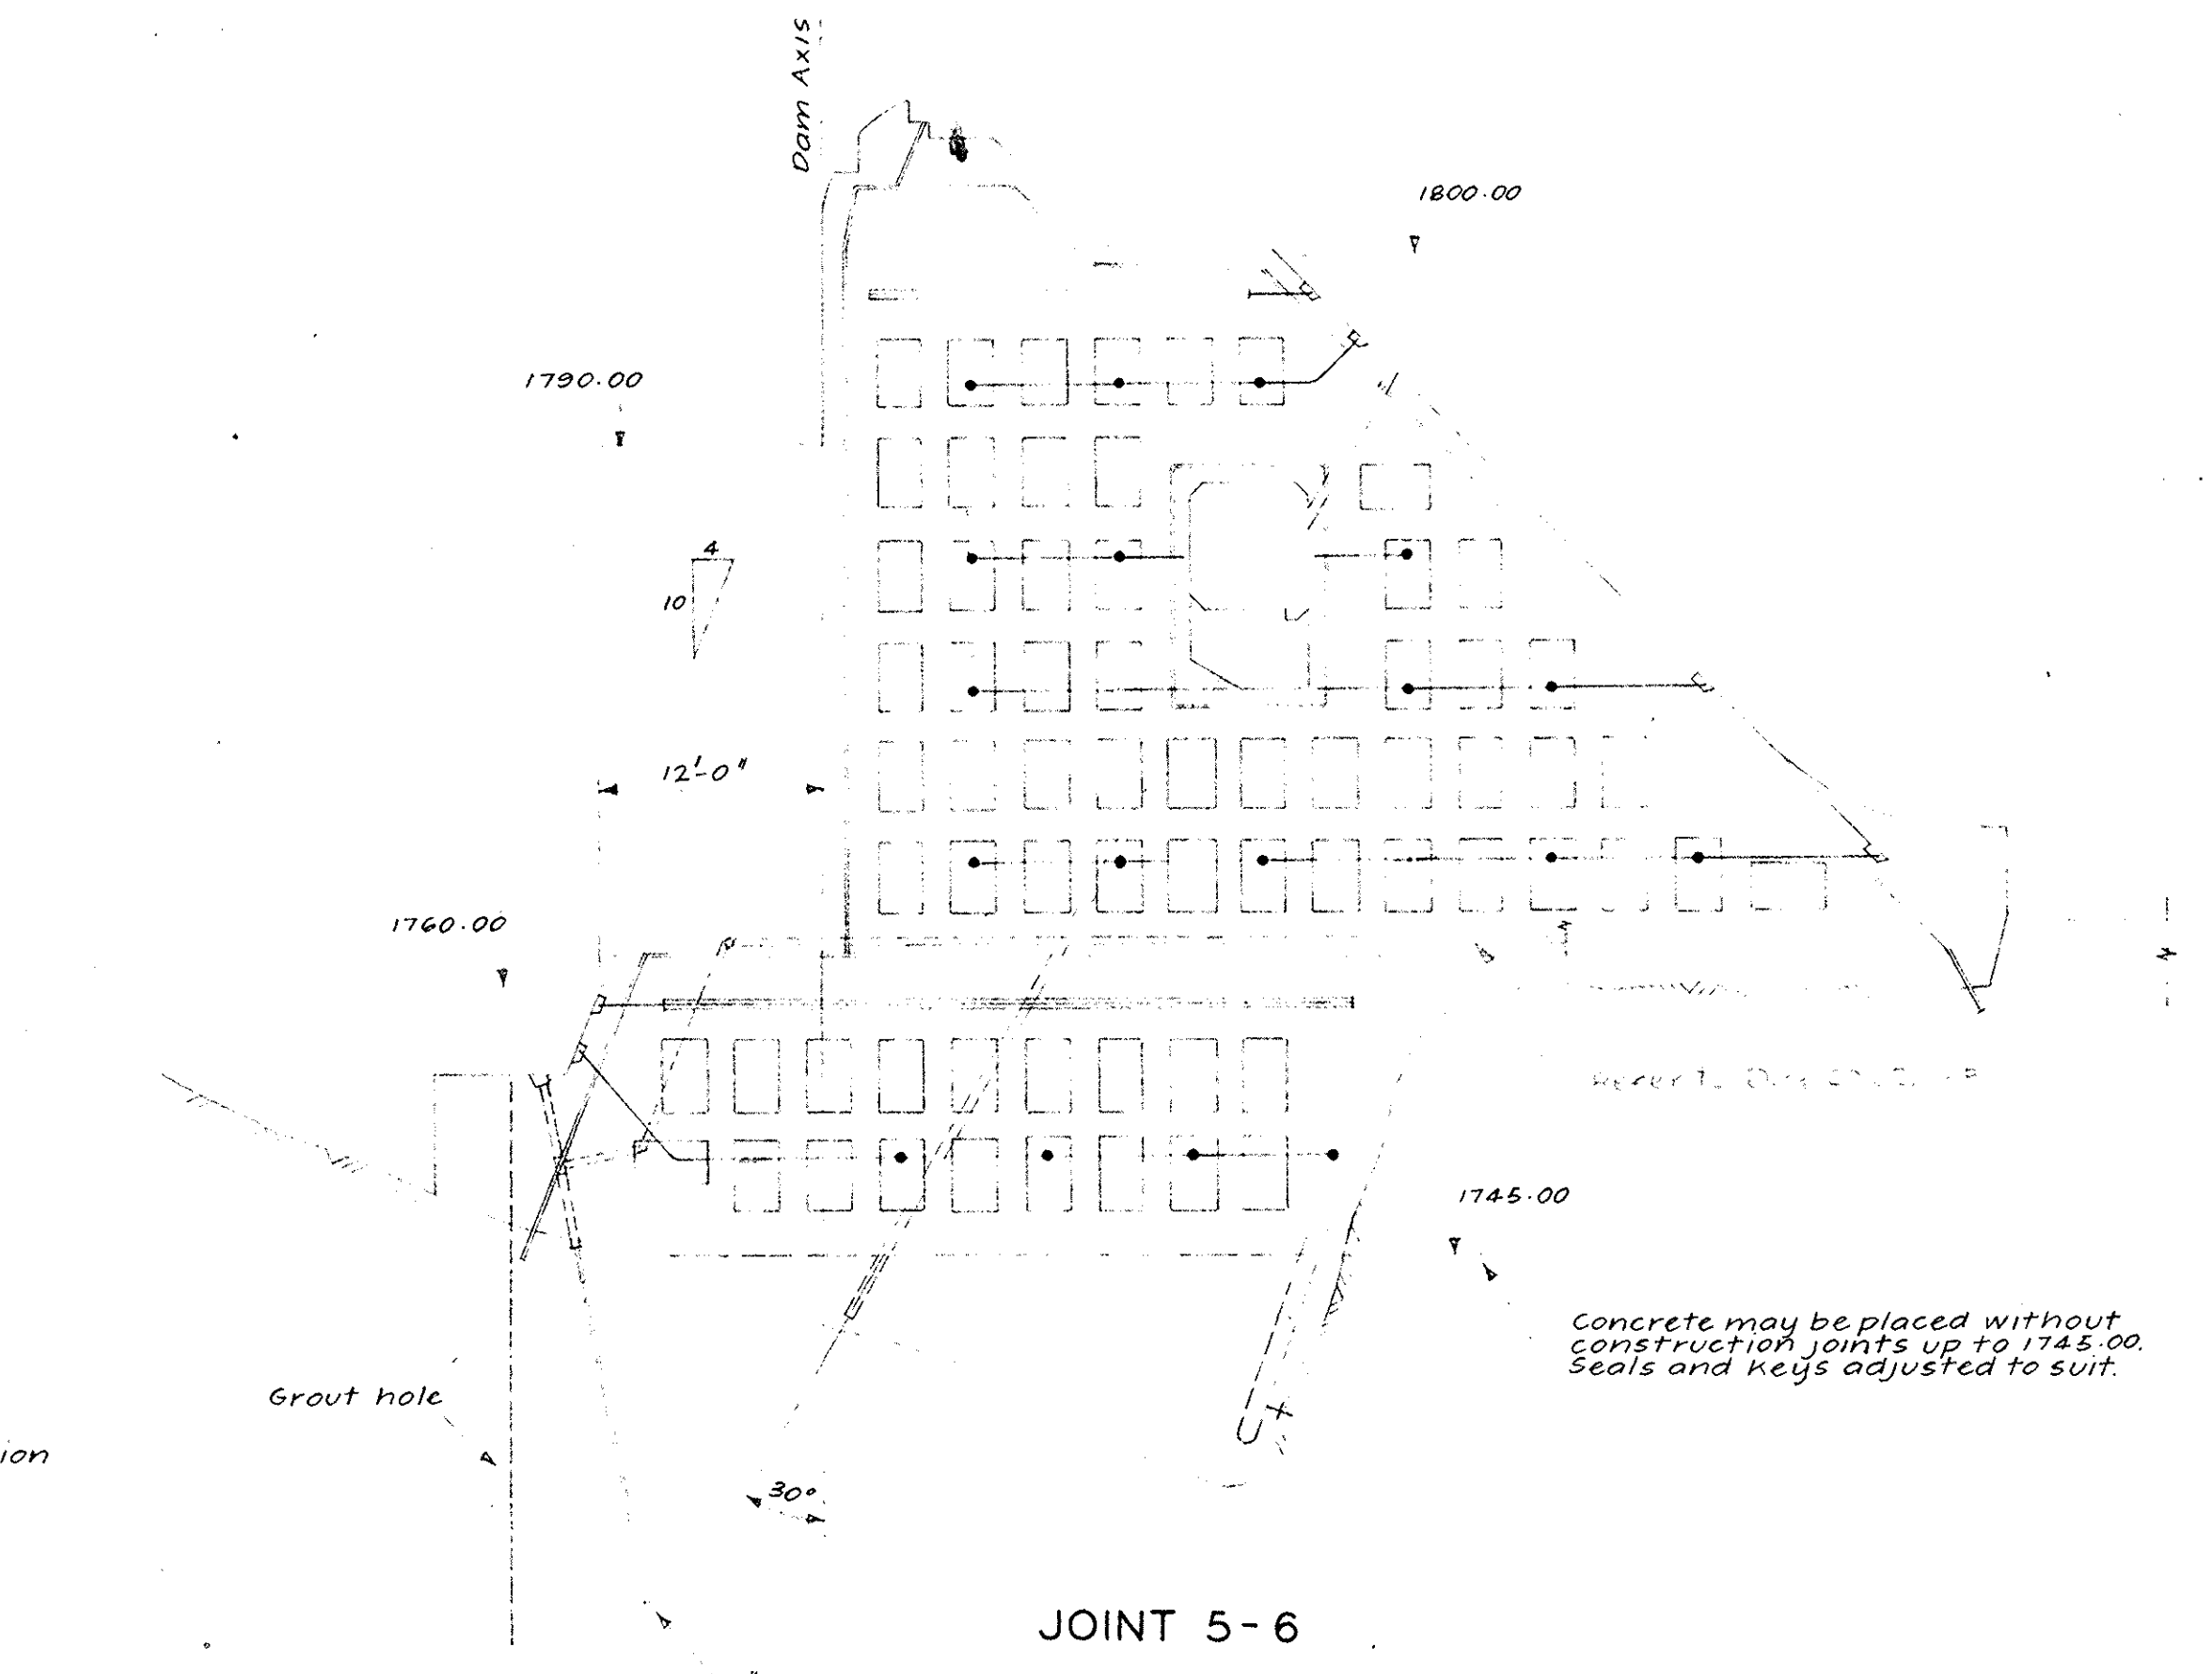 Dam Axis
1800.00
1790.00
4
10
12'-0"
1760.00
1745.00
Concrete may be placed without
construction joints up to 1745.00.
Seals and Keys adjusted to suit.
Grout hole
ion
30°
JOINT 5-6